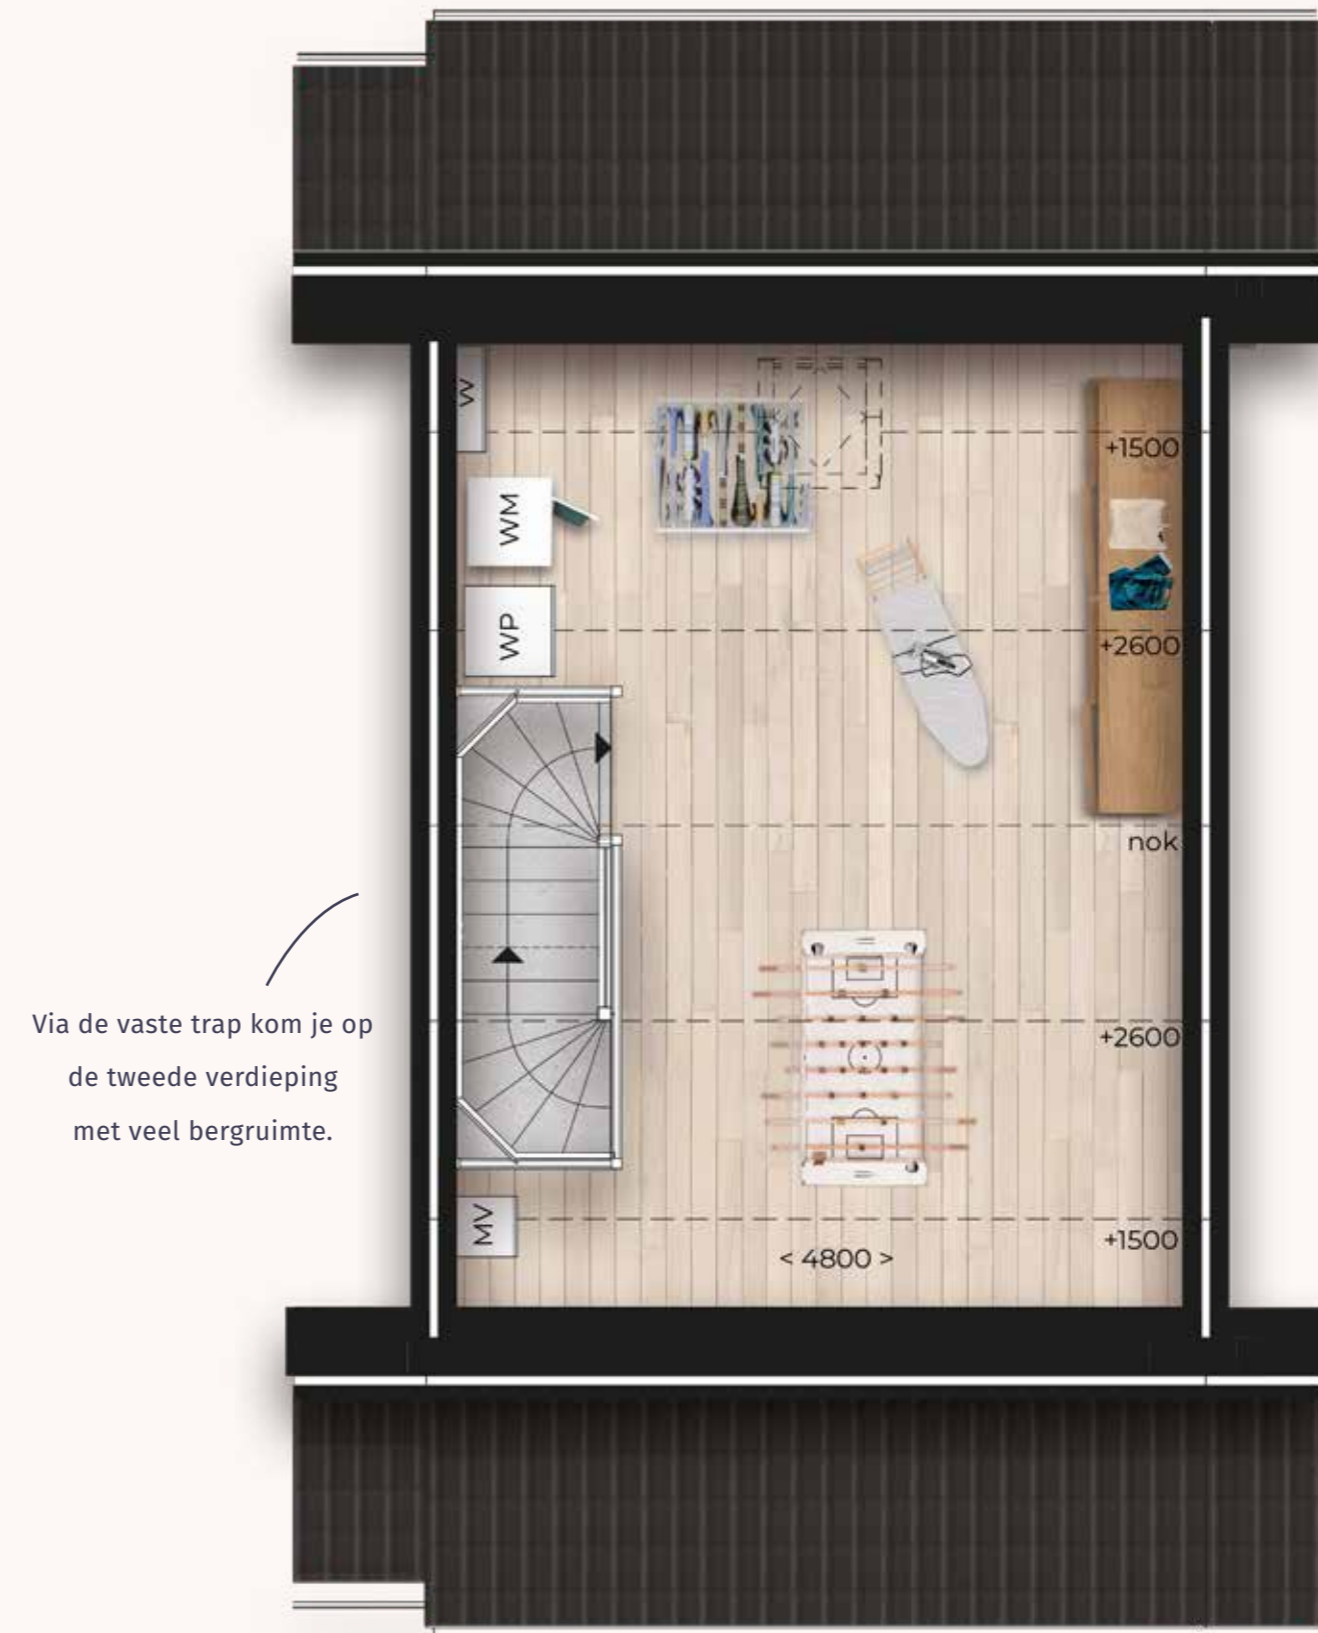 W
+1500
WM
WP
+2600
nok
Via de vaste trap kom je op
de tweede verdieping
met veel bergruimte.
+2600
MV
+1500
< 4800 >